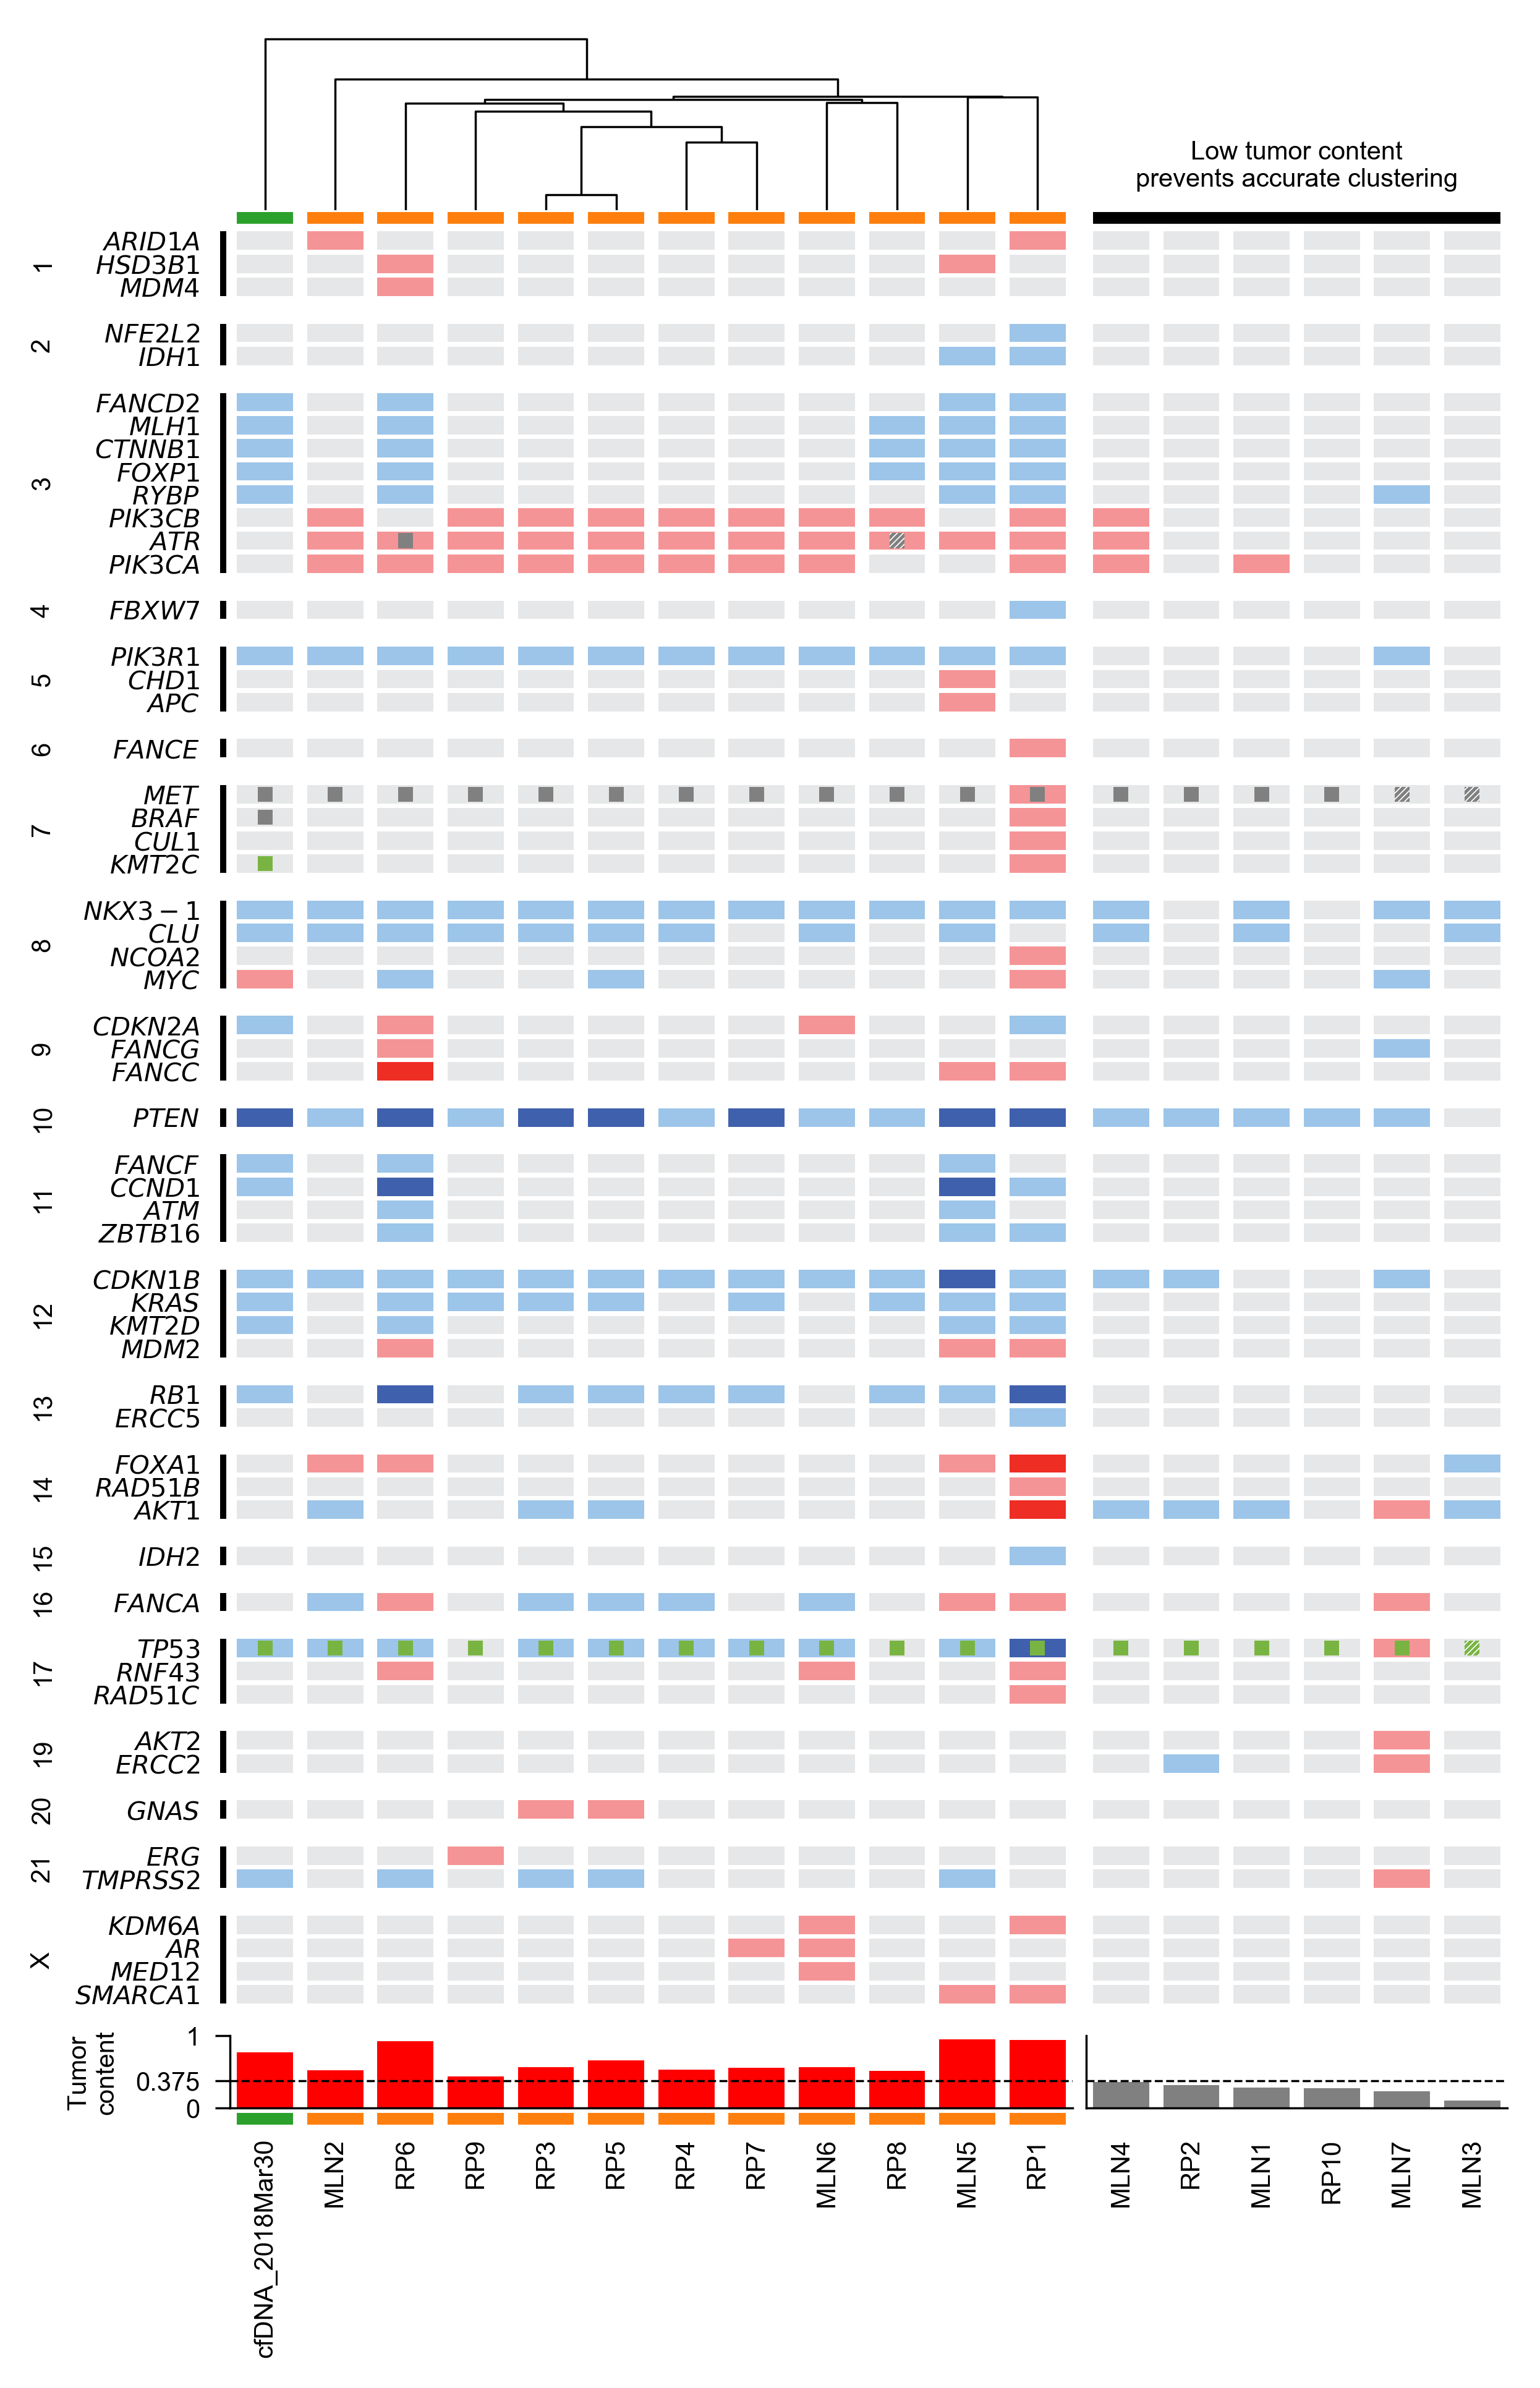 Low tumor content
prevents accurate clustering
1
ARID1A
HSD3B1
MDM4
2
NFE2L2
IDH1
3
FANCD2
MLH1
CTNNB1
FOXP1
RYBP
PIK3CB
ATR
PIK3CA
4
FBXW7
5
PIK3R1
CHD1
APC
6
FANCE
7
MET
BRAF
CUL1
KMT2C
8
NKX3−1
CLU
NCOA2
MYC
9
CDKN2A
FANCG
FANCC
10
PTEN
11
FANCF
CCND1
ATM
ZBTB16
12
CDKN1B
KRAS
KMT2D
MDM2
13
RB1
ERCC5
14
FOXA1
RAD51B
AKT1
15
IDH2
16
FANCA
17
TP53
RNF43
RAD51C
19
AKT2
ERCC2
20
GNAS
21
ERG
TMPRSS2
X
KDM6A
AR
MED12
SMARCA1
Tumor
content
1
0.375
0
cfDNA_2018Mar30
MLN2
RP6
RP9
RP3
RP5
RP4
RP7
MLN6
RP8
MLN5
RP1
MLN4
RP2
MLN1
RP10
MLN7
MLN3